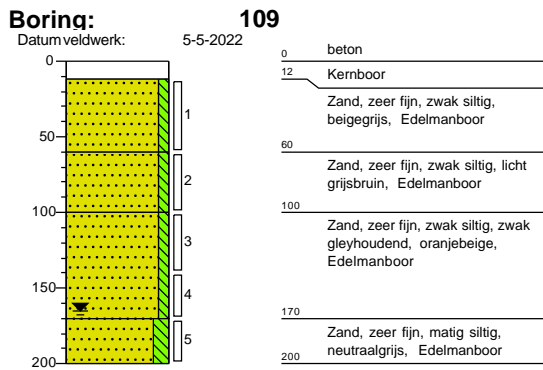 Boring: 109
Datum veldwerk: 5-5-2022
0
50
100
150
200
1
2
3
4
5
0 beton
12 Kernboor
Zand, zeer fijn, zwak siltig,
beigegrijs, Edelmanboor
60
Zand, zeer fijn, zwak siltig, licht
grijsbruin, Edelmanboor
100
Zand, zeer fijn, zwak siltig, zwak
gleyhoudend, oranjebeige,
Edelmanboor
170
Zand, zeer fijn, matig siltig,
neutraalgrijs, Edelmanboor
200